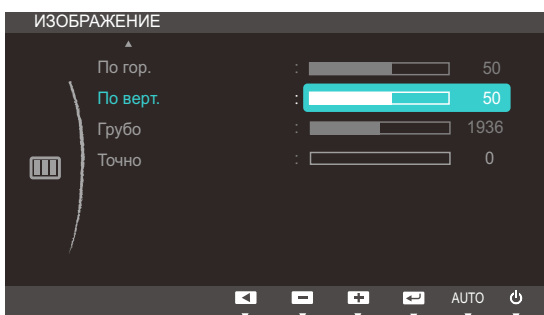 ИЗОБРАЖЕНИЕ
По гор. : 50
По верт. : 50
Грубо : 1936
Точно : 0
AUTO